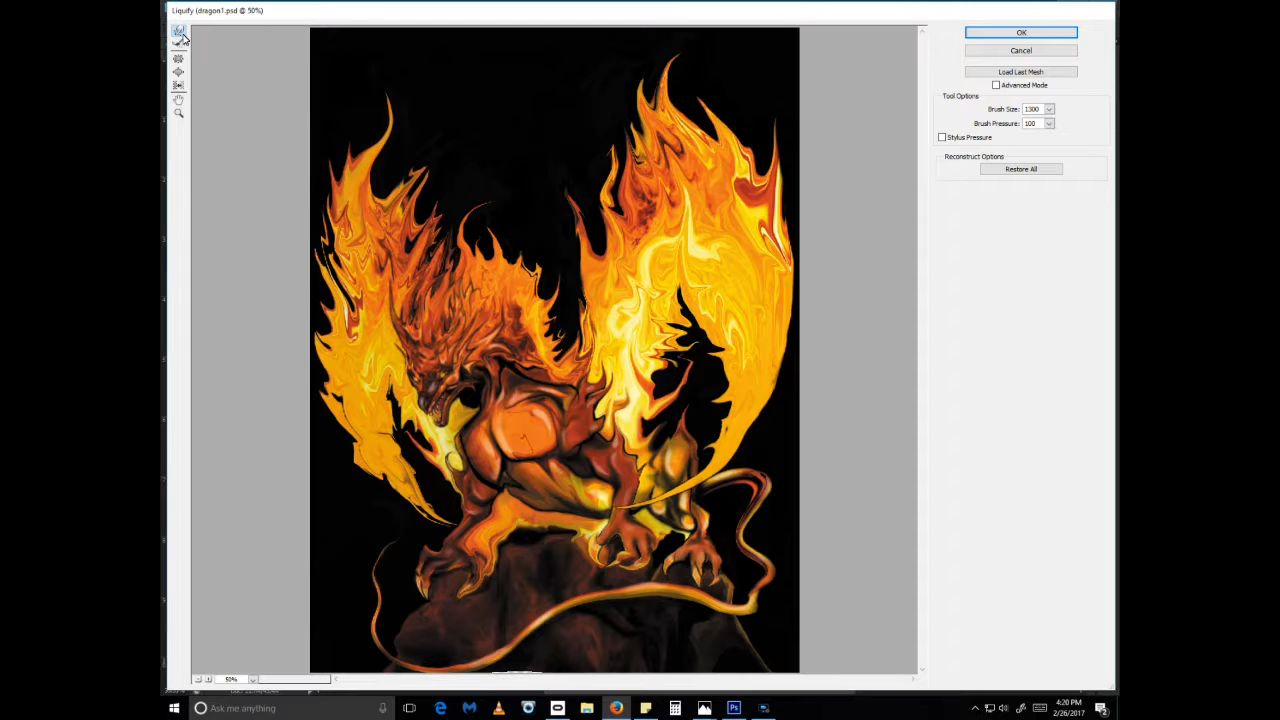 Liquify (dragon1.psd @ 50%)
OK
Cancel
Load Last Mesh
Advanced Mode
Tool Options
Brush Size: 1300
Brush Pressure: 100
Stylus Pressure
Reconstruct Options
Restore All
50%
Ask me anything
4:20 PM
2/26/2017